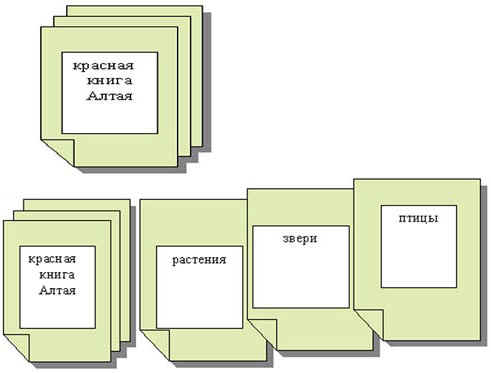 красная
книга
Алтая
красная
книга
Алтая
растения
звери
птицы